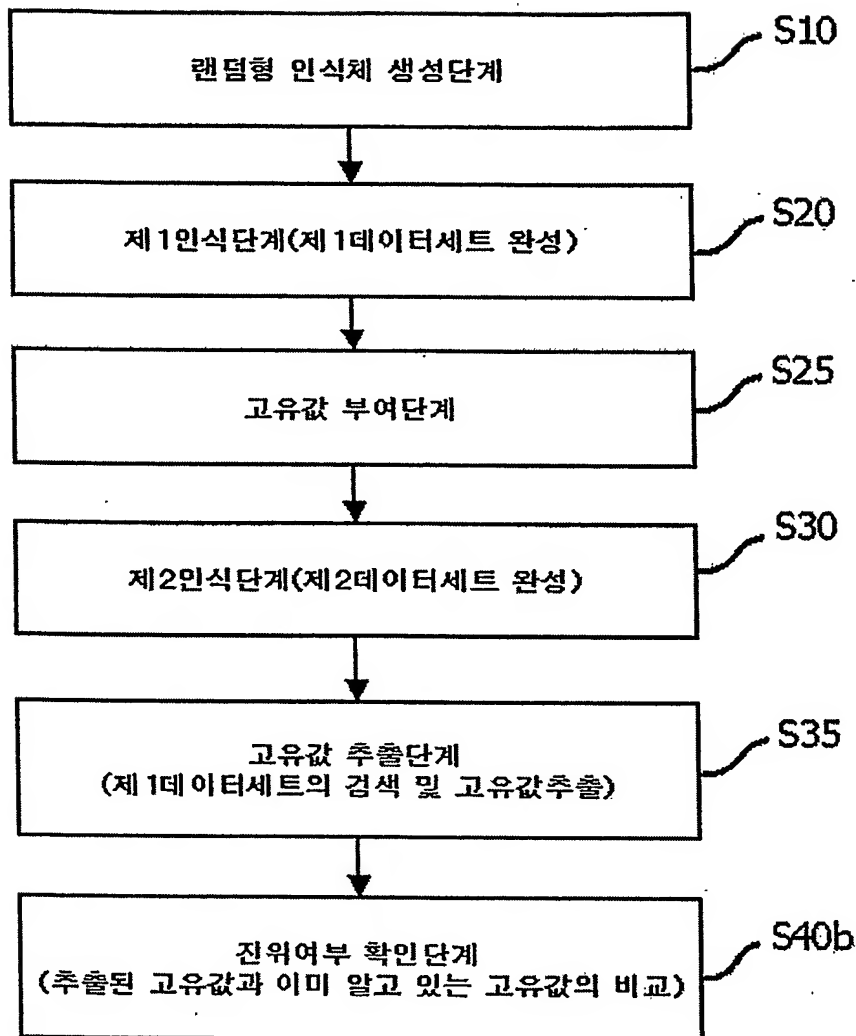 S10
랜덤형 인식체 생성단계
S20
제1인식단계(제1데이터세트 완성)
S25
고유값 부여단계
S30
제2인식단계(제2데이터세트 완성)
S35
고유값 추출단계
(제1데이터세트의 검색 및 고유값추출)
S40b
진위여부 확인단계
(추출된 고유값과 이미 알고 있는 고유값의 비교)